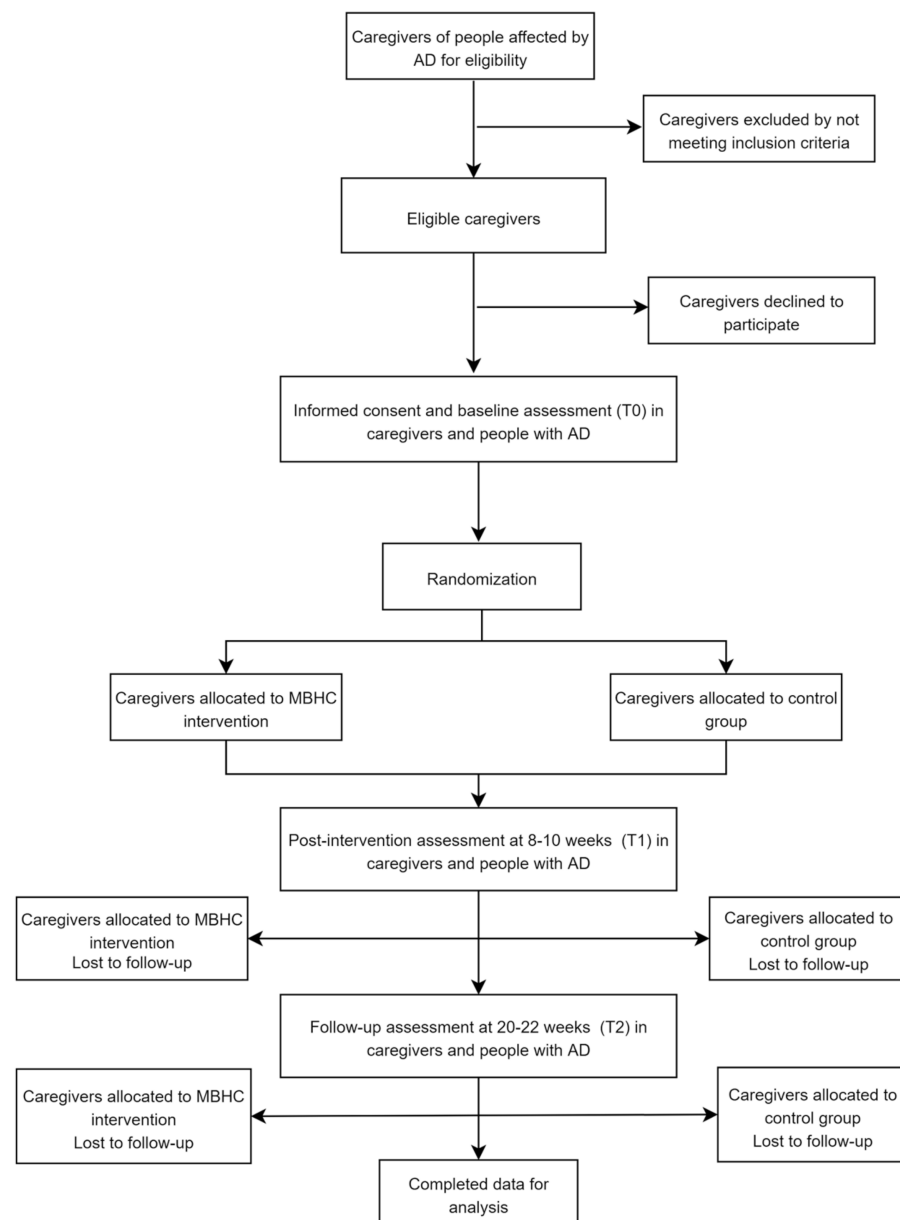 Caregivers of people affected by
AD for eligibility
Caregivers excluded by not
meeting inclusion criteria
Eligible caregivers
Caregivers declined to
participate
Informed consent and baseline assessment (T0) in
caregivers and people with AD
Randomization
Caregivers allocated to MBHC
intervention
Caregivers allocated to control
group
Post-intervention assessment at 8-10 weeks (T1) in
caregivers and people with AD
Caregivers allocated to MBHC
intervention
Lost to follow-up
Caregivers allocated to
control group
Lost to follow-up
Follow-up assessment at 20-22 weeks (T2) in
caregivers and people with AD
Caregivers allocated to MBHC
intervention
Lost to follow-up
Caregivers allocated to
control group
Lost to follow-up
Completed data for
analysis